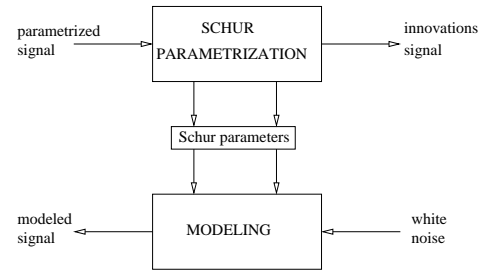 parametrized
signal
SCHUR
PARAMETRIZATION
innovations
signal
Schur parameters
modeled
signal
MODELING
white
noise